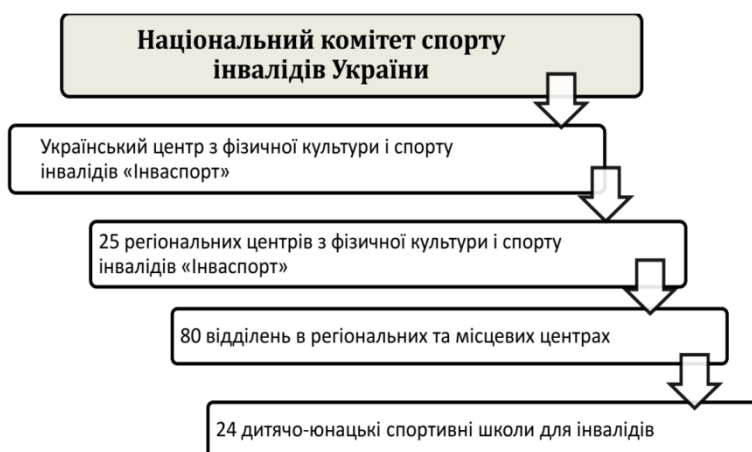 Національний комітет спорту
інвалідів України
Український центр з фізичної культури і спорту
інвалідів «Інваспорт»
25 регіональних центрів з фізичної культури і спорту
інвалідів «Інваспорт»
80 відділень в регіональних та місцевих центрах
24 дитячо-юнацькі спортивні школи для інвалідів